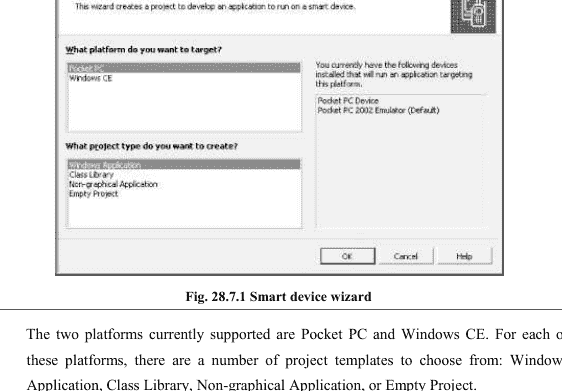 This wizard creates a project to develop an application to run on a smart device.
What platform do you want to target?
Pocket PC
Windows CE
You currently have the following devices
installed that will run an application targeting
this platform.
Pocket PC Device
Pocket PC 2002 Emulator (Default)
What project type do you want to create?
Windows Application
Class Library
Non-graphical Application
Empty Project
OK
Cancel
Help
Fig. 28.7.1 Smart device wizard
The two platforms currently supported are Pocket PC and Windows CE. For each o
these platforms, there are a number of project templates to choose from: Window
Application, Class Library, Non-graphical Application, or Empty Project.